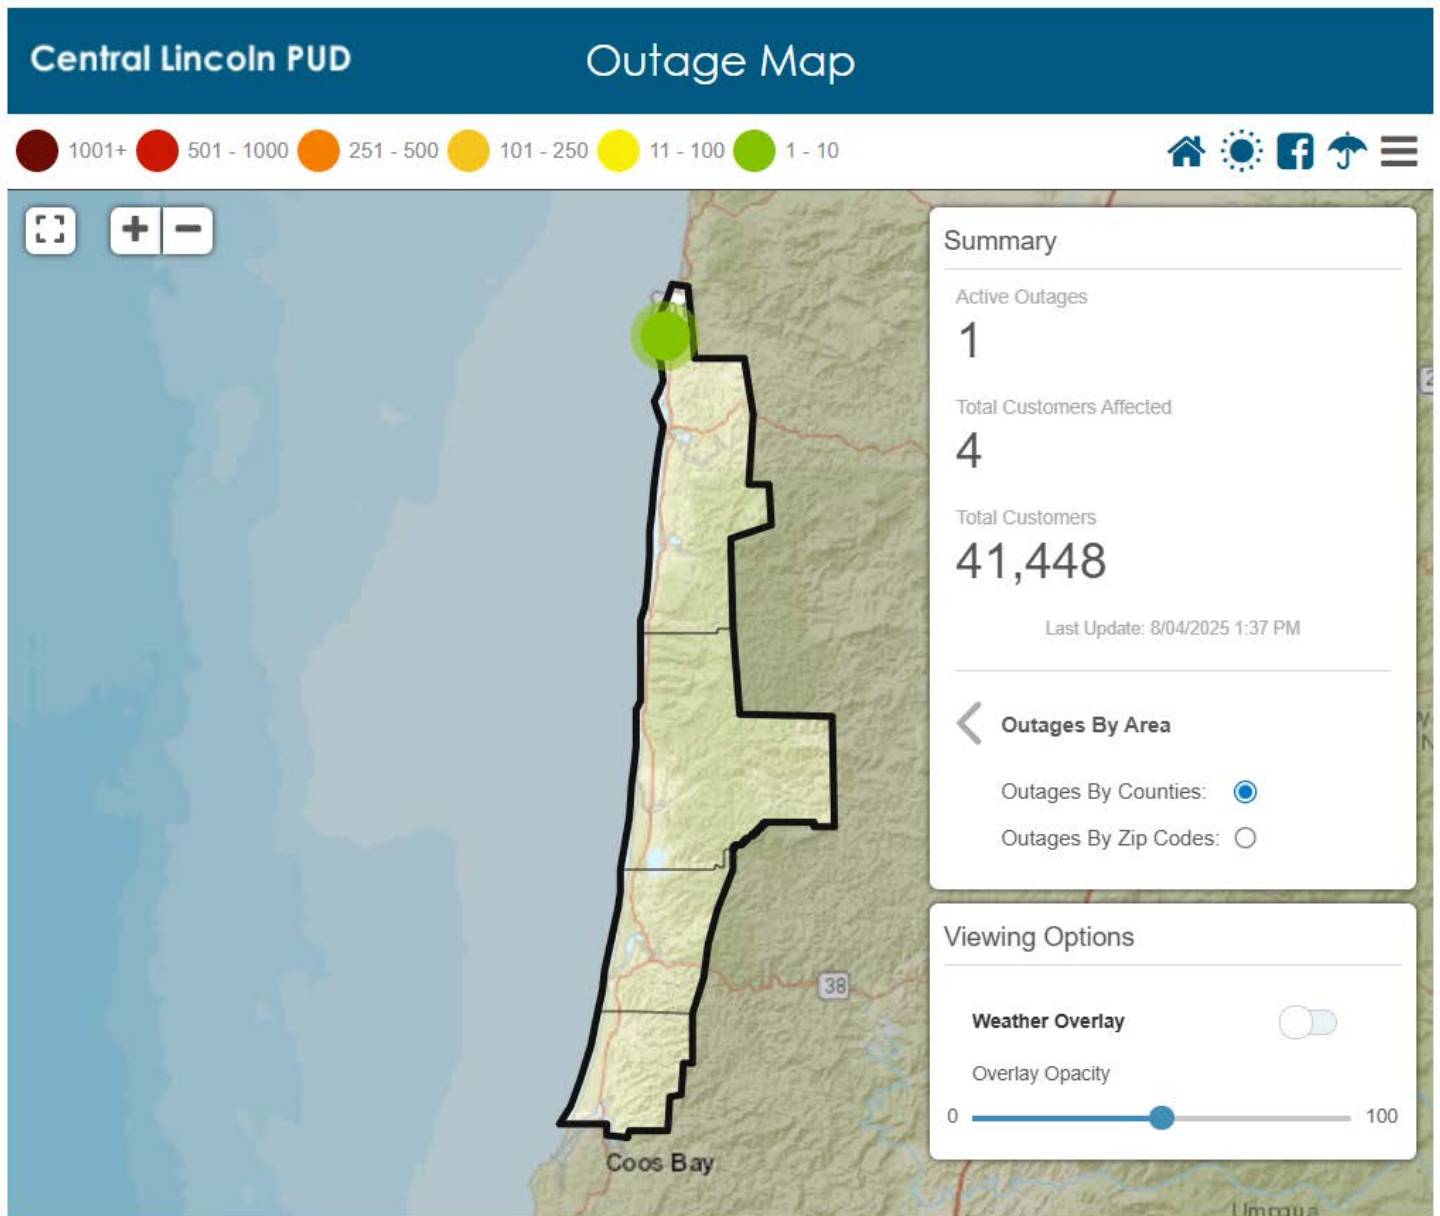 Central Lincoln PUD
Outage Map
1001+
501 - 1000
251 - 500
101 - 250
11 - 100
1 - 10
Summary
Active Outages
1
Total Customers Affected
4
Total Customers
41,448
Last Update: 8/04/2025 1:37 PM
Outages By Area
Outages By Counties:
Outages By Zip Codes:
Viewing Options
Weather Overlay
Overlay Opacity
0
100
38
Coos Bay
Umpqua